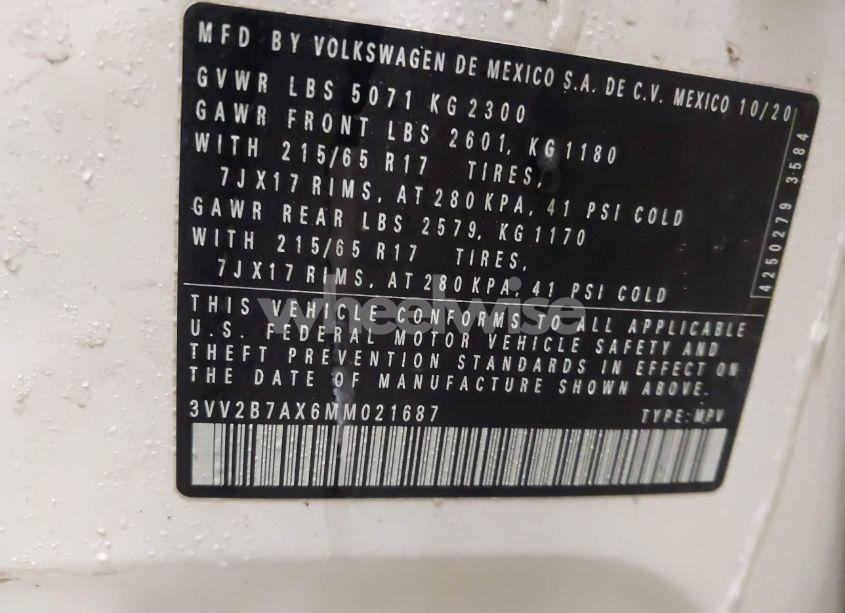 MFD BY VOLKSWAGEN DE MEXICO S.A. DE C.V. MEXICO 10/20
GVWR LBS 5071 KG 2300
GAWR FRONT LBS 2601, KG 1180
WITH 215/65 R17 TIRES,
7JX17 RIMS, AT 280 KPA, 41 PSI COLD
GAWR REAR LBS 2579, KG 1170
WITH 215/65 R17 TIRES,
7JX17 RIMS, AT 280 KPA, 41 PSI COLD
4250279 3584
THIS VEHICLE CONFORMS TO ALL APPLICABLE
U.S. FEDERAL MOTOR VEHICLE SAFETY AND
THEFT PREVENTION STANDARDS IN EFFECT ON
THE DATE OF MANUFACTURE SHOWN ABOVE.
3VV2B7AX6MM021687 TYPE: MPV
wheelwise